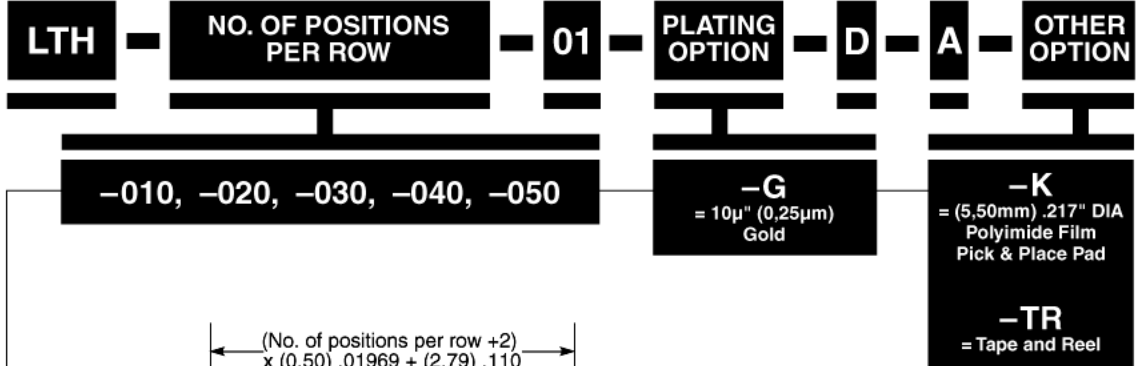 LTH
NO. OF POSITIONS
PER ROW
01
PLATING
OPTION
D
A
OTHER
OPTION
–010, –020, –030, –040, –050
–G
= 10µ" (0,25µm)
Gold
–K
= (5,50mm) .217" DIA
Polyimide Film
Pick & Place Pad
–TR
= Tape and Reel
(No. of positions per row +2)
x (0.50) .01969 + (2.79) .110